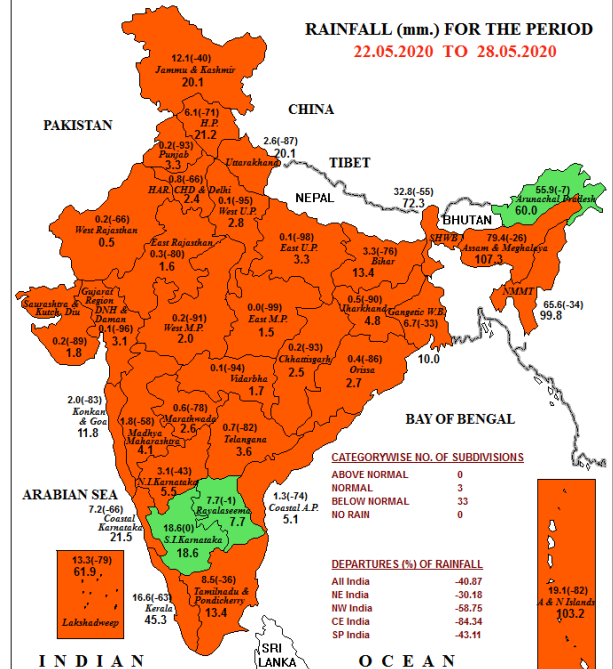 RAINFALL (mm.) FOR THE PERIOD
22.05.2020 TO 28.05.2020
12.1(-40)
Jammu & Kashmir
20.1
CHINA
PAKISTAN
6.1(-71)
H.P.
21.2
0.2(-93)
Punjab
3.3
2.6(-87)
20.1
Uttarakhand
TIBET
0.8(-66)
HAR. CHD & Delhi
2.4
NEPAL
32.8(-55)
72.3
BHUTAN
55.9(-7)
Arunachal Pradesh
60.0
0.1(-95)
West U.P.
2.8
0.2(-66)
West Rajasthan
0.5
East Rajasthan
0.3(-80)
1.6
0.1(-98)
East U.P.
3.3
3.3(-76)
Bihar
13.4
SHWB
79.4(-26)
Assam & Meghalaya
107.3
NMMT
65.6(-34)
99.8
Saurashtra &
Kutch, Diu
0.2(-89)
1.8
Gujarat
Region
DNH &
Daman
0.1(-96)
3.1
0.2(-91)
West M.P.
2.0
0.0(-99)
East M.P.
1.5
0.5(-90)
Jharkhand
4.8
Gangetic W.B.
6.7(-33)
10.0
0.2(-93)
Chhattisgarh
2.5
0.4(-86)
Orissa
2.7
0.1(-94)
Vidarbha
1.7
2.0(-83)
Konkan
& Goa
11.8
1.8(-58)
Madhya
Maharashtra
4.1
0.6(-78)
Marathwada
2.6
0.7(-82)
Telangana
3.6
BAY OF BENGAL
3.1(-43)
N.I.Karnataka
5.5
ARABIAN SEA
7.2(-66)
Coastal
Karnataka
21.5
7.7(-1)
Rayalaseema
7.7
1.3(-74)
Coastal A.P.
5.1
18.6(0)
S.I.Karnataka
18.6
CATEGORYWISE NO. OF SUBDIVISIONS
ABOVE NORMAL 0
NORMAL 3
BELOW NORMAL 33
NO RAIN 0
13.3(-79)
61.9
Lakshadweep
16.6(-63)
Kerala
45.3
8.5(-36)
Tamilnadu &
Pondicherry
13.4
DEPARTURES (%) OF RAINFALL
All India -40.87
NE India -30.18
NW India -58.75
CE India -84.34
SP India -43.11
19.1(-82)
A & N Islands
103.2
SRI
LANKA
INDIAN OCEAN